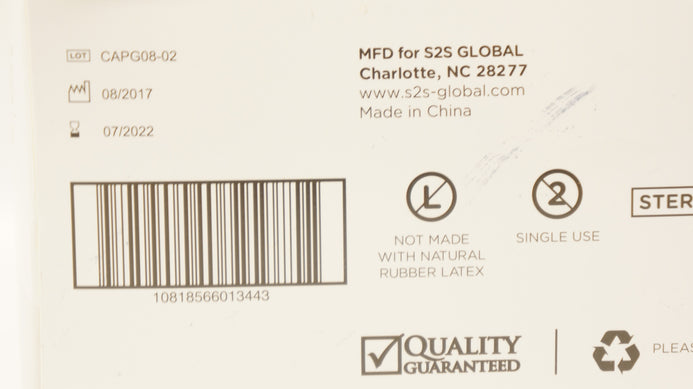 LOT CAPG08-02
08/2017
07/2022
MFD for S2S GLOBAL
Charlotte, NC 28277
www.s2s-global.com
Made in China
10818566013443
L
NOT MADE
WITH NATURAL
RUBBER LATEX
2
SINGLE USE
STER
QUALITY
GUARANTEED
PLEAS